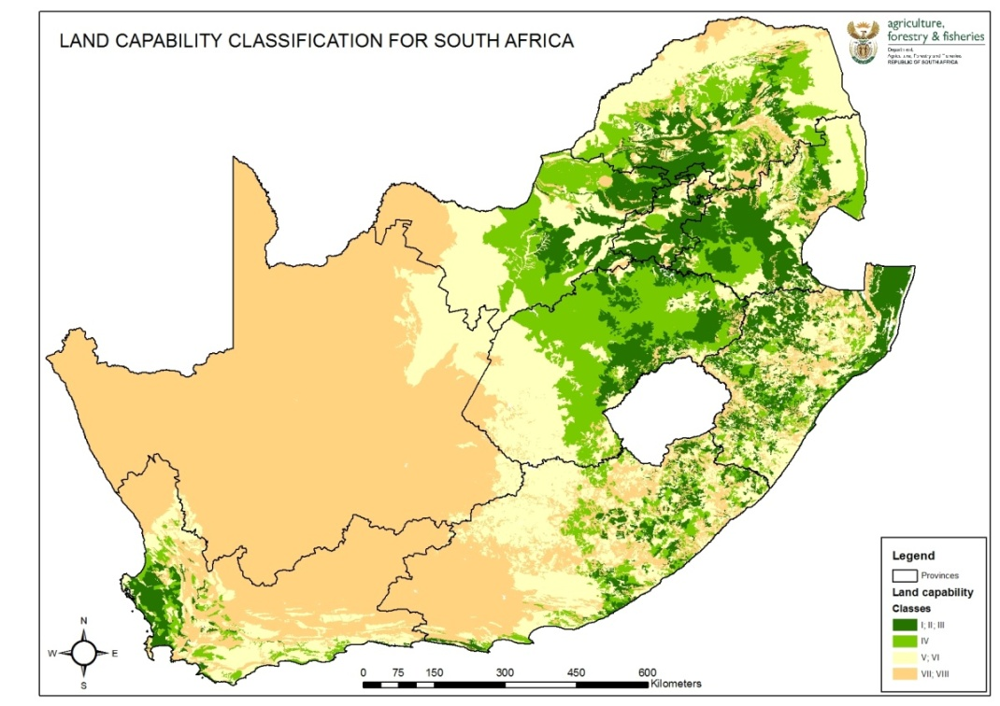 LAND CAPABILITY CLASSIFICATION FOR SOUTH AFRICA
agriculture,
forestry & fisheries
Department:
Agriculture, Forestry and Fisheries
REPUBLIC OF SOUTH AFRICA
N
W E
S
0 75 150 300 450 600
Kilometers
Legend
Provinces
Land capability
Classes
I; II; III
IV
V; VI
VII; VIII